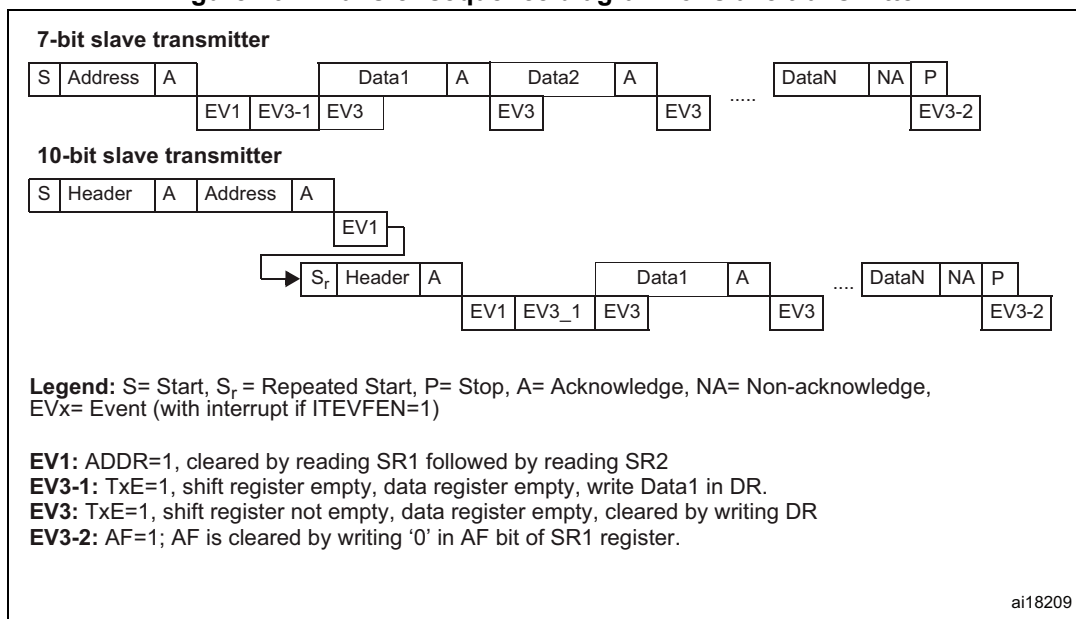 7-bit slave transmitter
S Address A Data1 A Data2 A ..... DataN NA P
EV1 EV3-1 EV3 EV3 EV3 EV3-2
10-bit slave transmitter
S Header A Address A
EV1
Sr Header A Data1 A .... DataN NA P
EV1 EV3_1 EV3 EV3 EV3-2
Legend: S= Start, Sr = Repeated Start, P= Stop, A= Acknowledge, NA= Non-acknowledge,
EVx= Event (with interrupt if ITEVFEN=1)
EV1: ADDR=1, cleared by reading SR1 followed by reading SR2
EV3-1: TxE=1, shift register empty, data register empty, write Data1 in DR.
EV3: TxE=1, shift register not empty, data register empty, cleared by writing DR
EV3-2: AF=1; AF is cleared by writing ‘0’ in AF bit of SR1 register.
ai18209